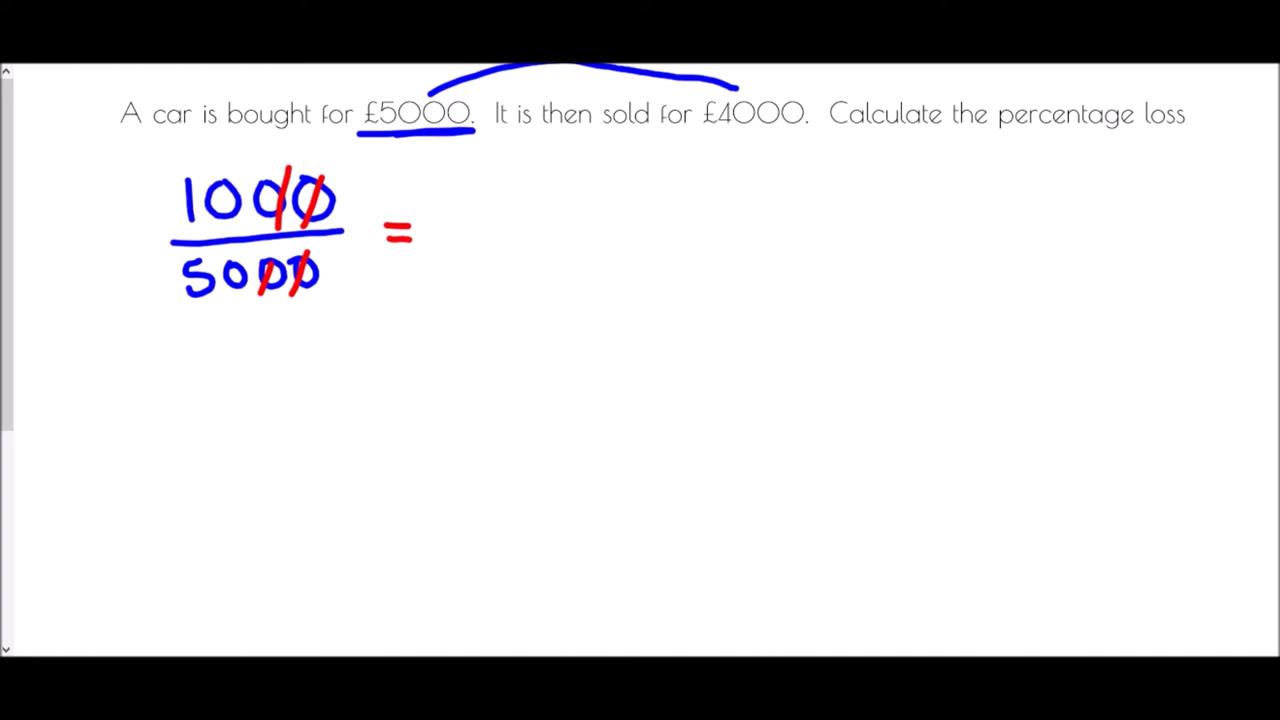 A car is bought for £5000. It is then sold for £4000. Calculate the percentage loss
1000
5000
=